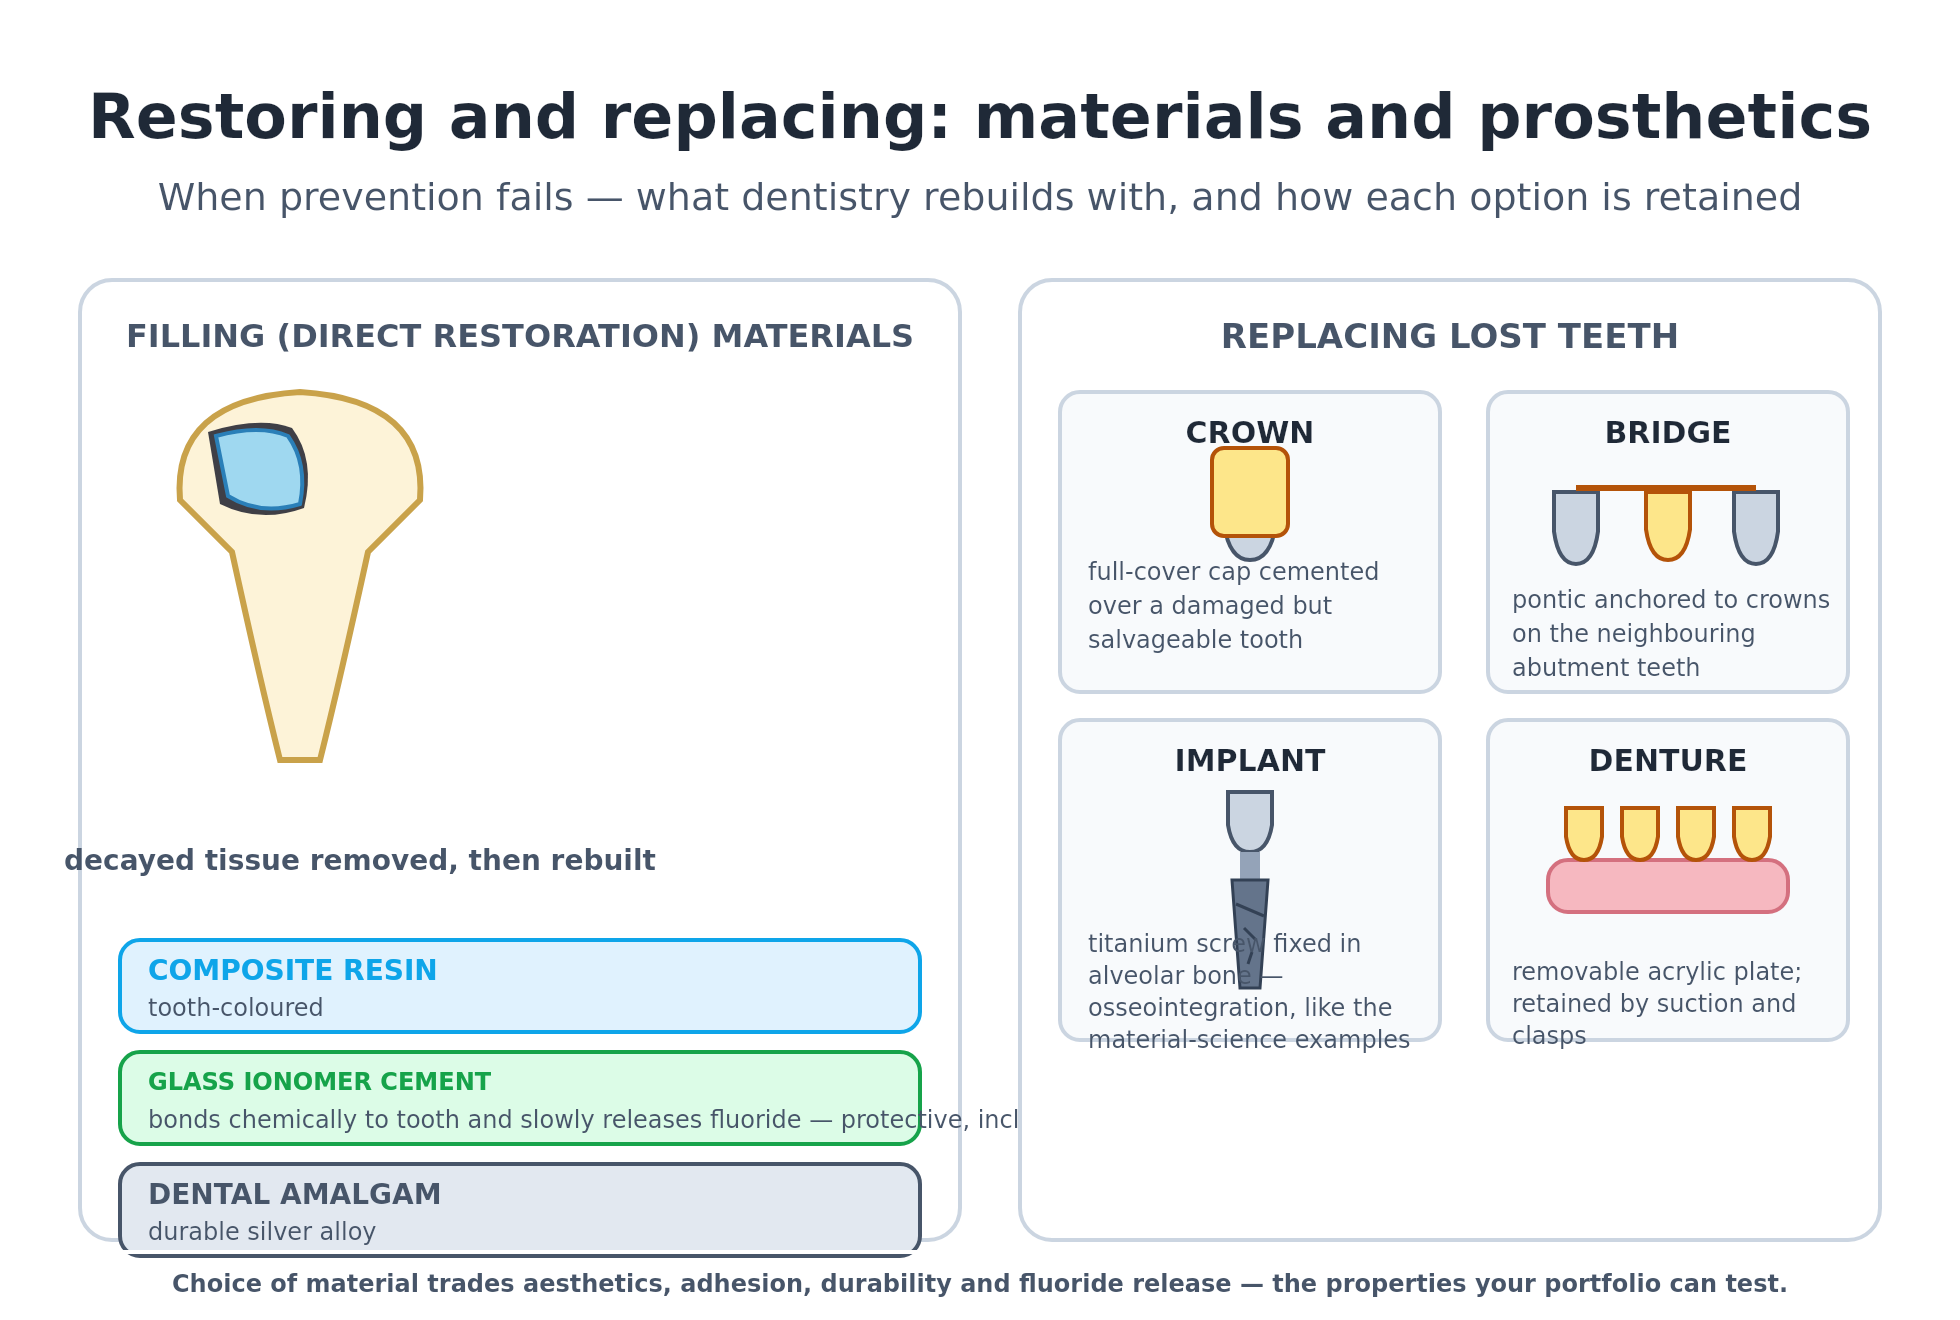 Restoring and replacing: materials and prosthetics
When prevention fails — what dentistry rebuilds with, and how each option is retained
FILLING (DIRECT RESTORATION) MATERIALS
decayed tissue removed, then rebuilt
COMPOSITE RESIN
tooth-coloured
GLASS IONOMER CEMENT
bonds chemically to tooth and slowly releases fluoride — protective, incl
DENTAL AMALGAM
durable silver alloy
REPLACING LOST TEETH
CROWN
full-cover cap cemented
over a damaged but
salvageable tooth
BRIDGE
pontic anchored to crowns
on the neighbouring
abutment teeth
IMPLANT
titanium screw fixed in
alveolar bone —
osseointegration, like the
material-science examples
DENTURE
removable acrylic plate;
retained by suction and
clasps
Choice of material trades aesthetics, adhesion, durability and fluoride release — the properties your portfolio can test.